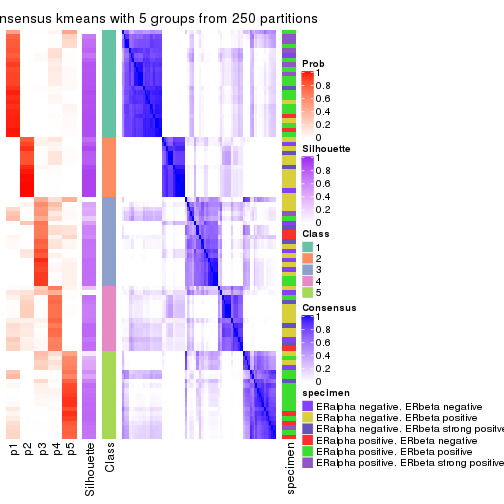 nsensus kmeans with 5 groups from 250 partitions
Prob
1
0.8
0.6
0.4
0.2
0
Silhouette
1
0.8
0.6
0.4
0.2
0
Class
1
2
3
4
5
Consensus
1
0.8
0.6
0.4
0.2
0
specimen
ERalpha negative. ERbeta negative
ERalpha negative. ERbeta positive
ERalpha negative. ERbeta strong positive
ERalpha positive. ERbeta negative
ERalpha positive. ERbeta positive
ERalpha positive. ERbeta strong positive
p1
p2
p3
p4
p5
Silhouette
Class
specimen